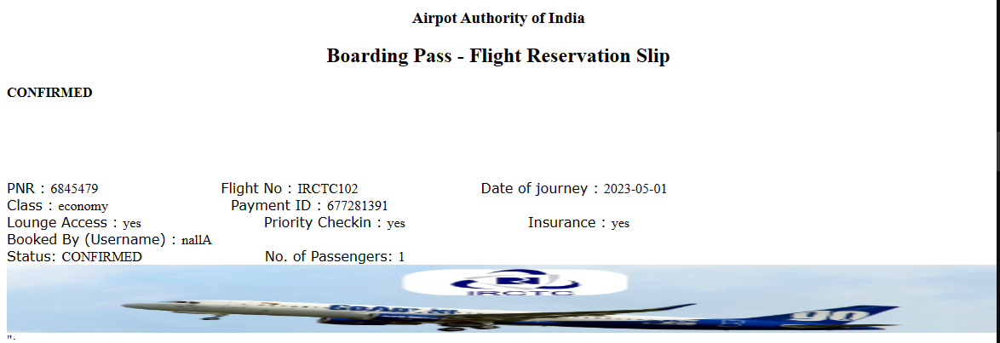 Airpot Authority of India
Boarding Pass - Flight Reservation Slip
CONFIRMED
PNR : 6845479 Flight No : IRCTC102 Date of journey : 2023-05-01
Class : economy Payment ID : 677281391
Lounge Access : yes Priority Checkin : yes Insurance : yes
Booked By (Username) : nallA
Status: CONFIRMED No. of Passengers: 1
IRCTC
";